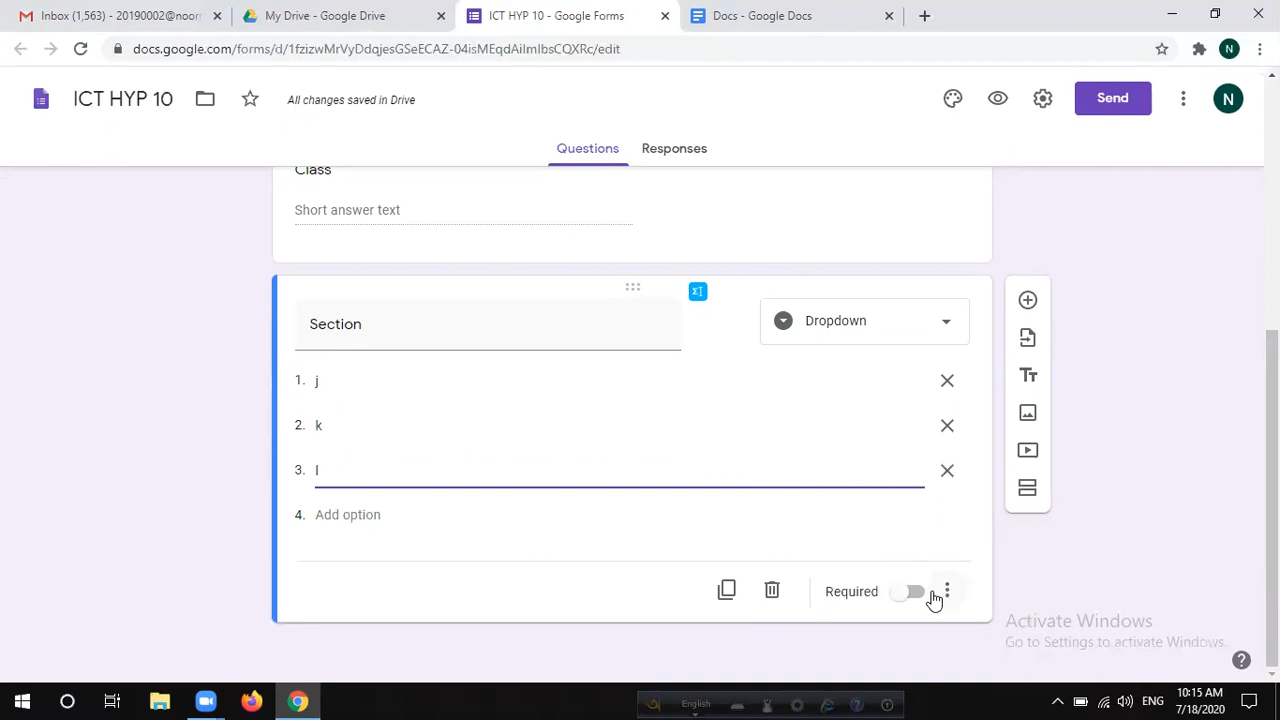 Inbox (1,563) - 20190002@noor
My Drive - Google Drive
ICT HYP 10 - Google Forms
Docs - Google Docs
docs.google.com/forms/d/1fzizwMrVyDdqjesGSeECAZ-04isMEqdAilmlbsCQXRc/edit
N
ICT HYP 10
All changes saved in Drive
Send
N
Questions
Responses
Class
Short answer text
Section
Dropdown
1. j
2. k
3. l
4. Add option
Required
Activate Windows
Go to Settings to activate Windows.
English
ENG
10:15 AM
7/18/2020